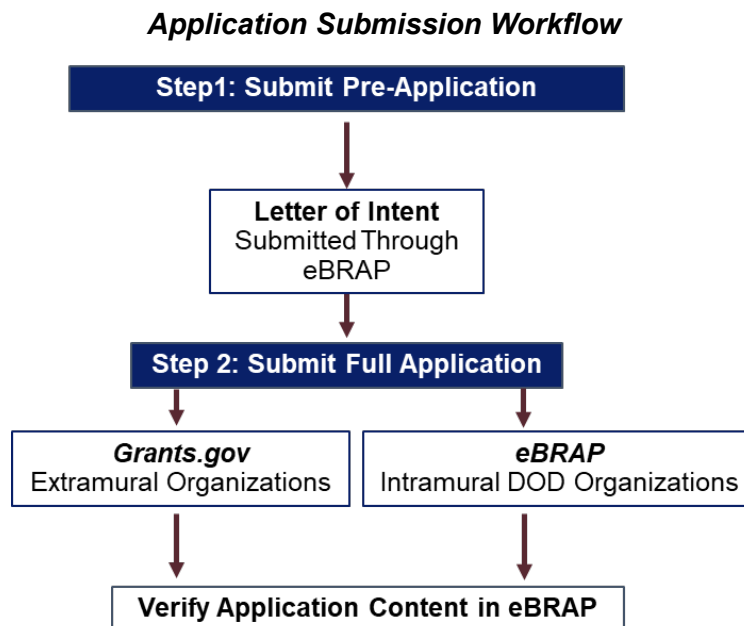 Application Submission Workflow
Step1: Submit Pre-Application
Letter of Intent
Submitted Through
eBRAP
Step 2: Submit Full Application
Grants.gov
Extramural Organizations
eBRAP
Intramural DOD Organizations
Verify Application Content in eBRAP